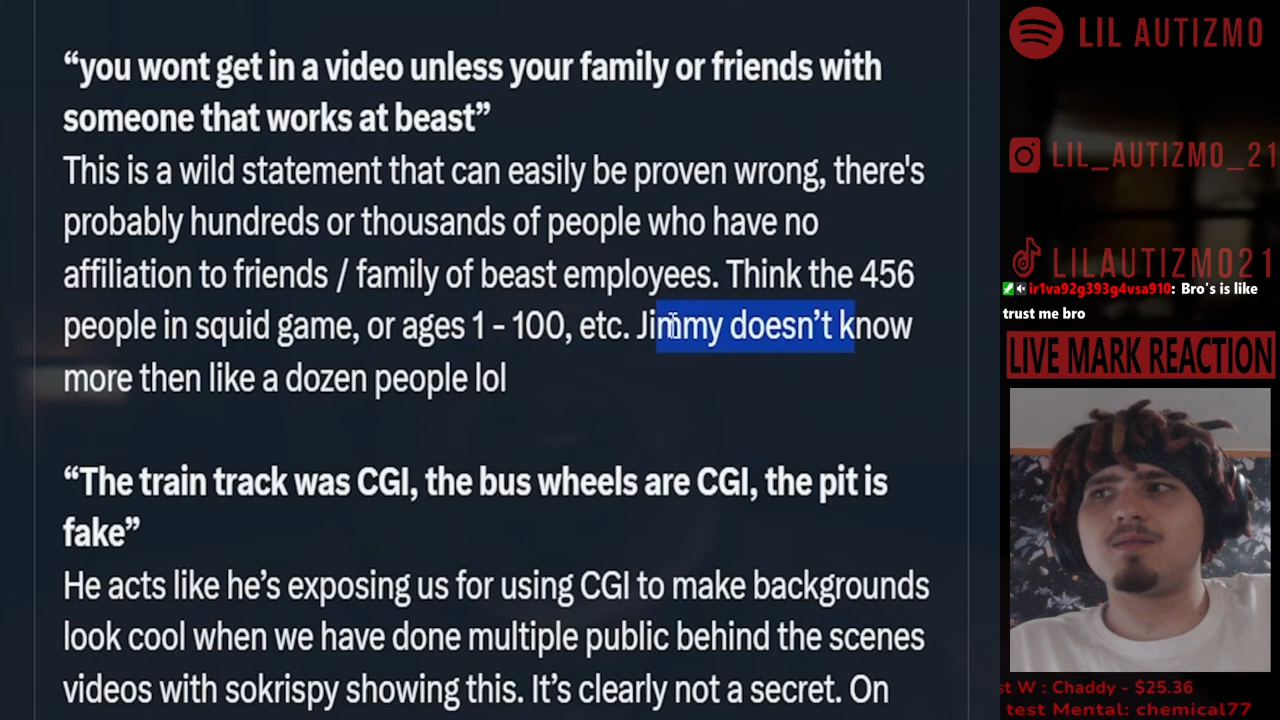 “you wont get in a video unless your family or friends with
someone that works at beast”
This is a wild statement that can easily be proven wrong, there's
probably hundreds or thousands of people who have no
affiliation to friends / family of beast employees. Think the 456
people in squid game, or ages 1 - 100, etc. Jimmy doesn’t know
more then like a dozen people lol
“The train track was CGI, the bus wheels are CGI, the pit is
fake”
He acts like he’s exposing us for using CGI to make backgrounds
look cool when we have done multiple public behind the scenes
videos with sokrispy showing this. It’s clearly not a secret. On
LIL AUTIZMO
LIL_AUTIZMO_21
LILAUTIZMO21
ir1va92g393g4vsa910: Bro's is like
trust me bro
LIVE MARK REACTION
st W : Chaddy - $25.36
test Mental: chemical77